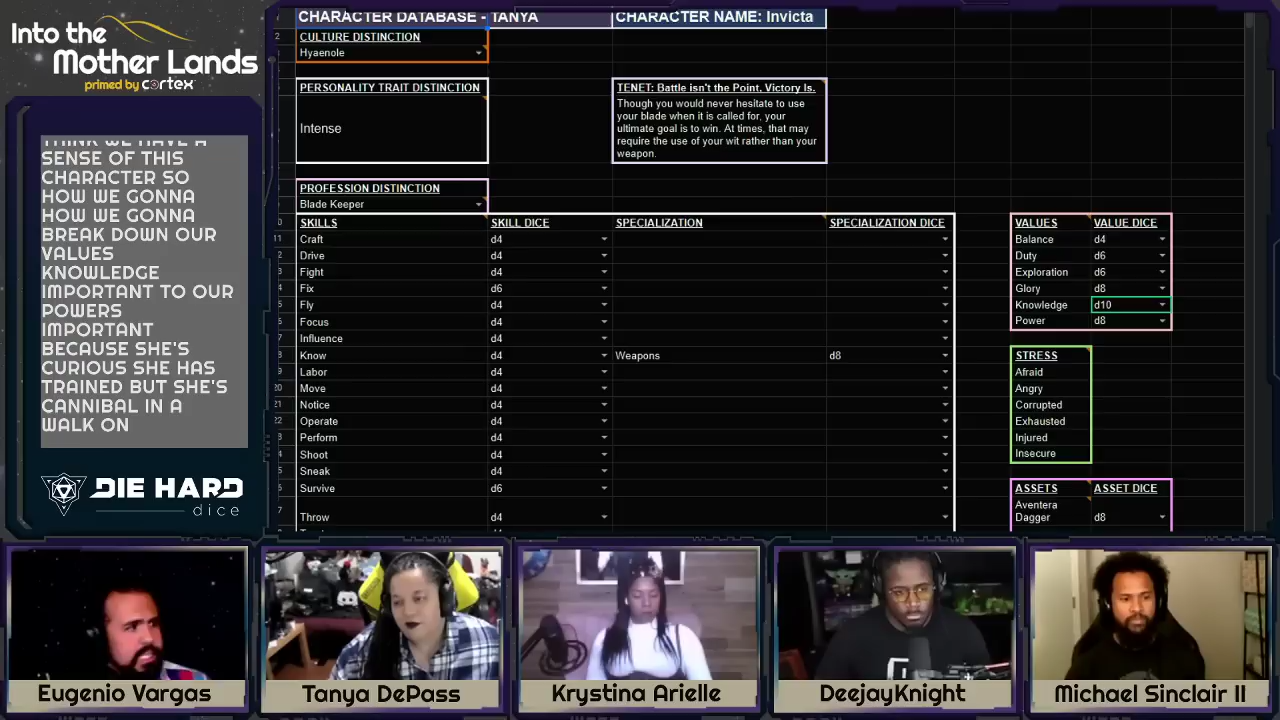 Into the
Mother Lands
primed by cortex
SENSE OF THIS
CHARACTER SO
HOW WE GONNA
HOW WE GONNA
BREAK DOWN OUR
VALUES
KNOWLEDGE
IMPORTANT TO OUR
POWERS
IMPORTANT
BECAUSE SHE'S
CURIOUS SHE HAS
TRAINED BUT SHE'S
CANNIBAL IN A
WALK ON
DIE HARD
dice
CHARACTER DATABASE - TANYA CHARACTER NAME: Invicta
CULTURE DISTINCTION
Hyaenole
PERSONALITY TRAIT DISTINCTION
Intense
TENET: Battle isn't the Point, Victory Is.
Though you would never hesitate to use
your blade when it is called for, your
ultimate goal is to win. At times, that may
require the use of your wit rather than your
weapon.
PROFESSION DISTINCTION
Blade Keeper
SKILLS SKILL DICE SPECIALIZATION SPECIALIZATION DICE
Craft d4
Drive d4
Fight d4
Fix d6
Fly d4
Focus d4
Influence d4
Know d4 Weapons d8
Labor d4
Move d4
Notice d4
Operate d4
Perform d4
Shoot d4
Sneak d4
Survive d6
Throw d4
VALUES VALUE DICE
Balance d4
Duty d6
Exploration d6
Glory d8
Knowledge d10
Power d8
STRESS
Afraid
Angry
Corrupted
Exhausted
Injured
Insecure
ASSETS ASSET DICE
Aventera
Dagger d8
Eugenio Vargas
Tanya DePass
Krystina Arielle
DeejayKnight
Michael Sinclair II